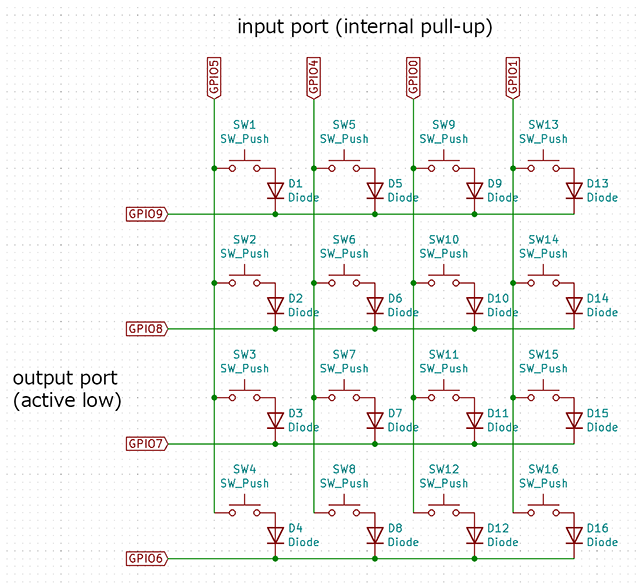 input port (internal pull-up)
GPIO5 GPIO4 GPIO0 GPIO1
SW1 SW5 SW9 SW13
SW_Push SW_Push SW_Push SW_Push
D1 D5 D9 D13
Diode Diode Diode Diode
GPIO9
SW2 SW6 SW10 SW14
SW_Push SW_Push SW_Push SW_Push
D2 D6 D10 D14
Diode Diode Diode Diode
GPIO8
SW3 SW7 SW11 SW15
SW_Push SW_Push SW_Push SW_Push
output port
(active low)
D3 D7 D11 D15
Diode Diode Diode Diode
GPIO7
SW4 SW8 SW12 SW16
SW_Push SW_Push SW_Push SW_Push
D4 D8 D12 D16
Diode Diode Diode Diode
GPIO6